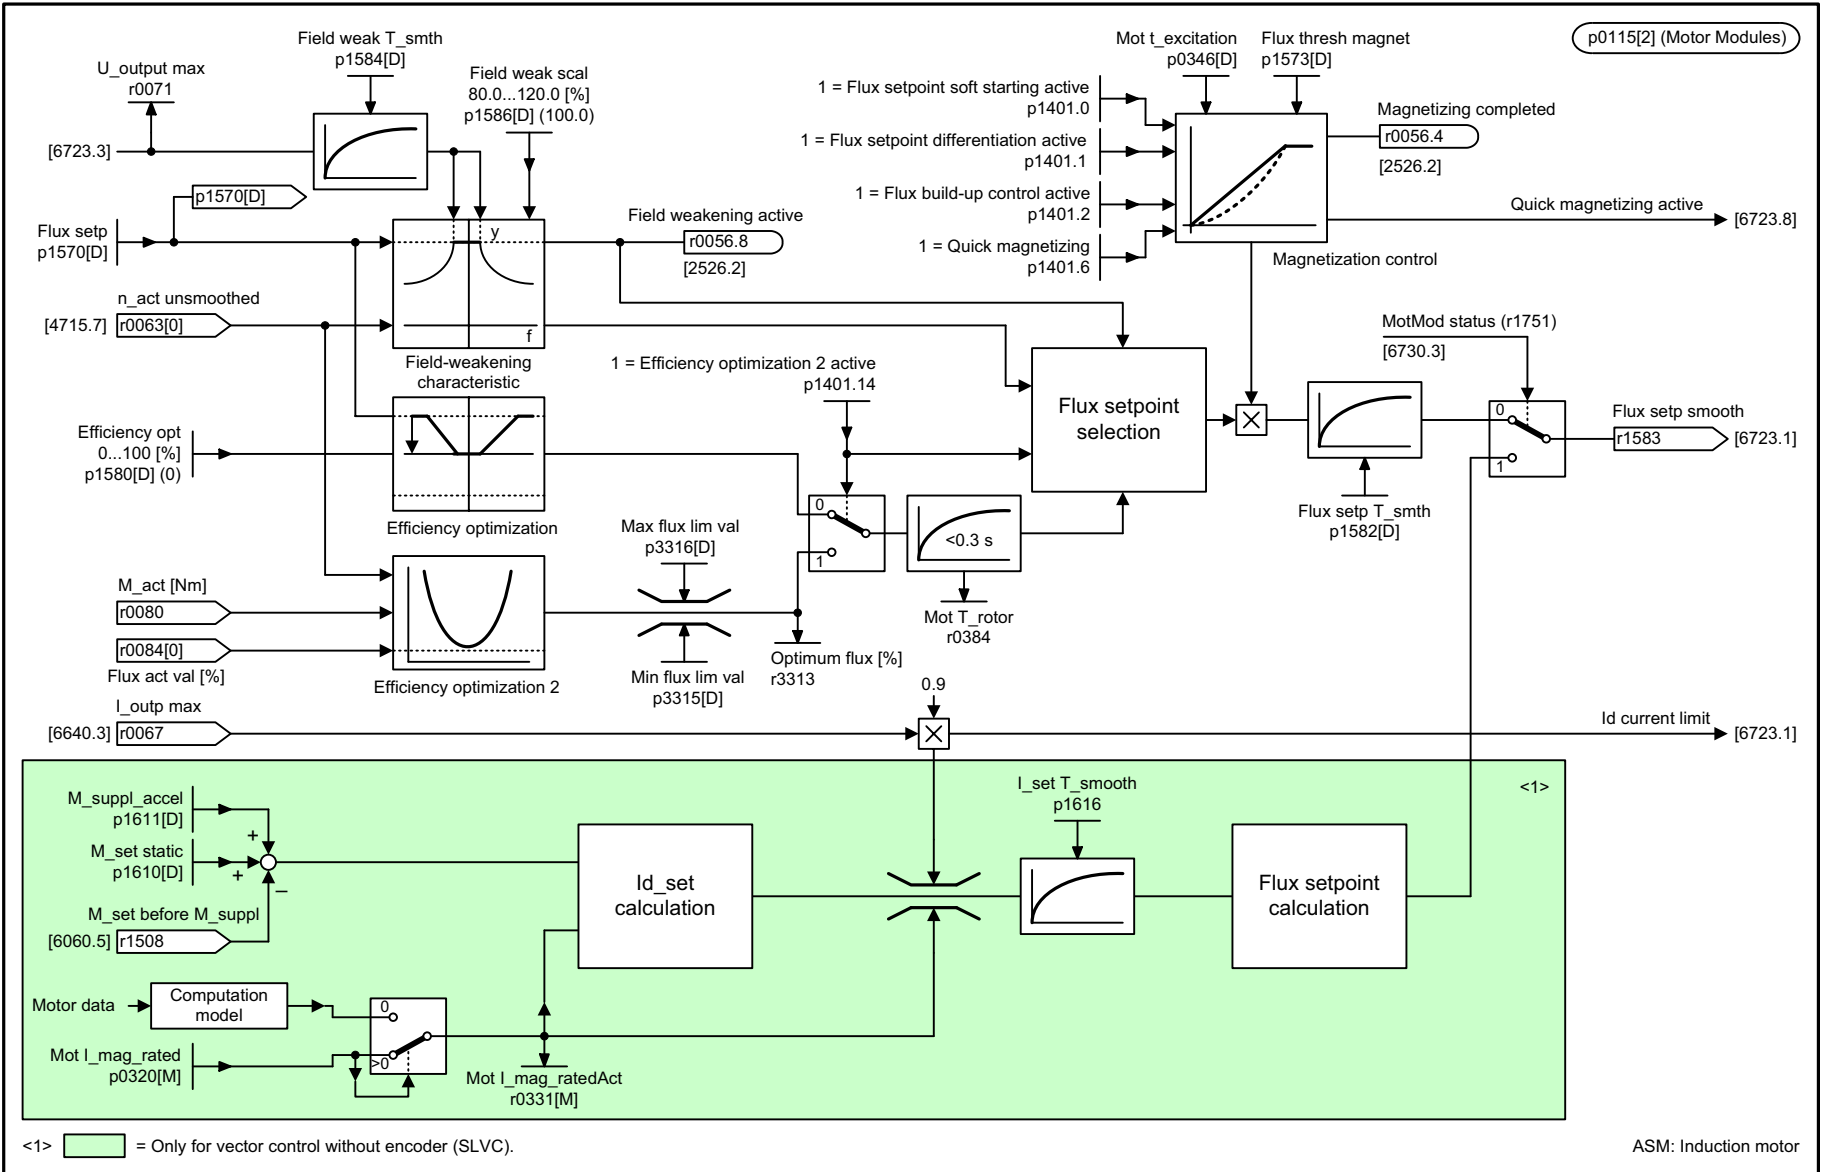 Field weak T_smth
p1584[D]
U_output max
r0071
Field weak scal
80.0...120.0 [%]
p1586[D] (100.0)
[6723.3]
p1570[D]
Flux setp
p1570[D]
y
f
Field weakening active
r0056.8
[2526.2]
n_act unsmoothed
[4715.7]
r0063[0]
Field-weakening
characteristic
Mot t_excitation
p0346[D]
Flux thresh magnet
p1573[D]
p0115[2] (Motor Modules)
1 = Flux setpoint soft starting active
p1401.0
1 = Flux setpoint differentiation active
p1401.1
1 = Flux build-up control active
p1401.2
1 = Quick magnetizing
p1401.6
Magnetizing completed
r0056.4
[2526.2]
Quick magnetizing active
[6723.8]
Magnetization control
1 = Efficiency optimization 2 active
p1401.14
Flux setpoint
selection
MotMod status (r1751)
[6730.3]
0
1
Flux setp smooth
r1583
[6723.1]
Flux setp T_smth
p1582[D]
Efficiency opt
0...100 [%]
p1580[D] (0)
Efficiency optimization
0
1
<0.3 s
Mot T_rotor
r0384
Max flux lim val
p3316[D]
Min flux lim val
p3315[D]
Optimum flux [%]
r3313
M_act [Nm]
r0080
r0084[0]
Flux act val [%]
Efficiency optimization 2
I_outp max
[6640.3]
r0067
0.9
Id current limit
[6723.1]
<1>
M_suppl_accel
p1611[D]
+
M_set static
p1610[D]
+
–
M_set before M_suppl
[6060.5]
r1508
Id_set
calculation
I_set T_smooth
p1616
Flux setpoint
calculation
Motor data
Computation
model
0
>0
Mot I_mag_rated
p0320[M]
Mot I_mag_ratedAct
r0331[M]
<1>
= Only for vector control without encoder (SLVC).
ASM: Induction motor